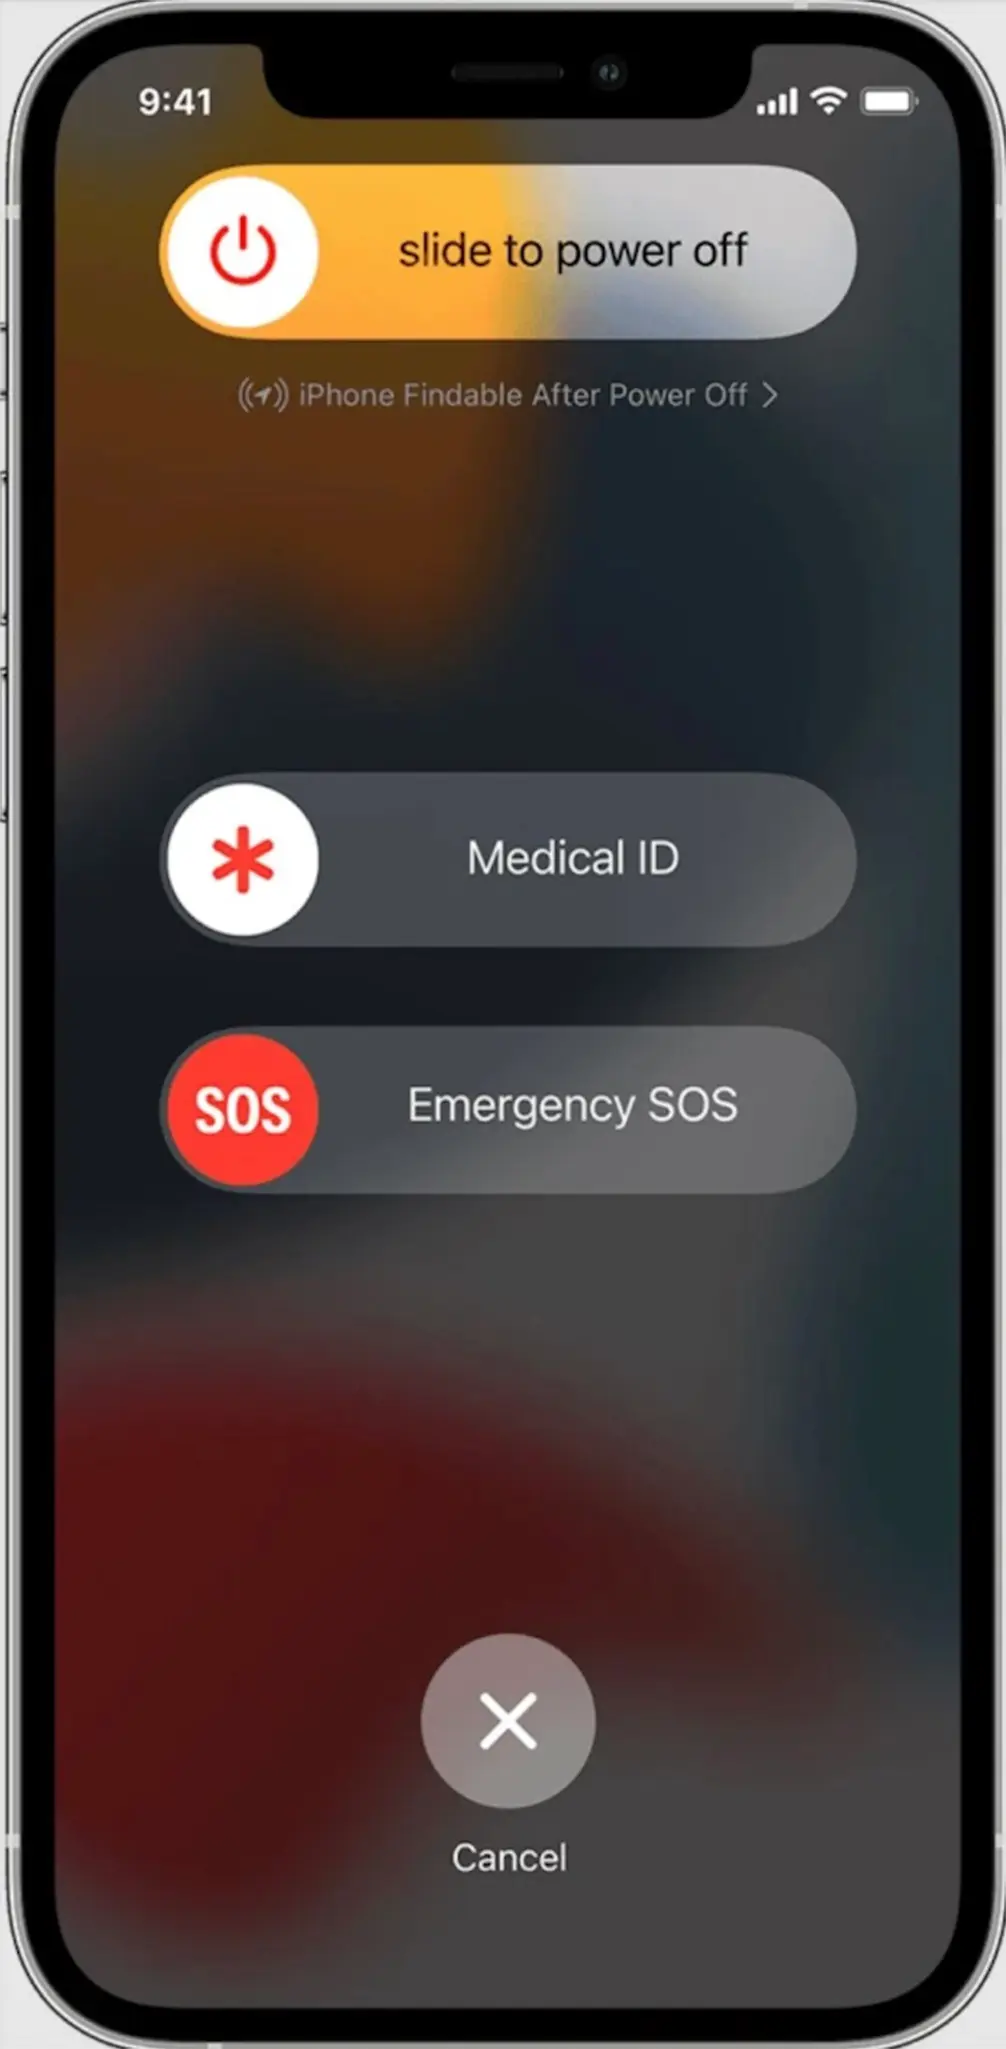 9:41
slide to power off
iPhone Findable After Power Off
Medical ID
SOS
Emergency SOS
Cancel